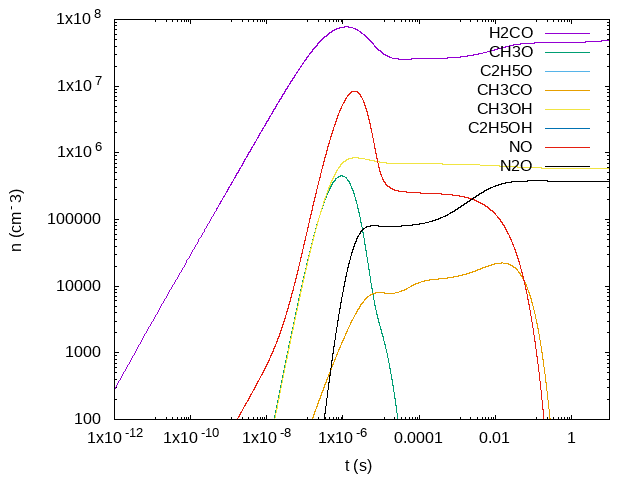 1x10^8
1x10^7
1x10^6
100000
10000
1000
100
n (cm^- 3)
1x10^-12
1x10^-10
1x10^-8
1x10^-6
0.0001
0.01
1
t (s)
H2CO
CH3O
C2H5O
CH3CO
CH3OH
C2H5OH
NO
N2O